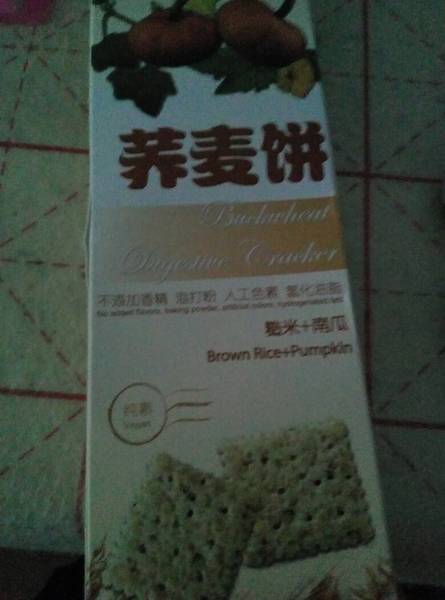 荞麦饼
Buckwheat
Digestive Cracker
不添加香精 泡打粉 人工色素 氢化油脂
No added flavors, baking powder, artificial colors, hydrogenated fats
糙米+南瓜
Brown Rice+Pumpkin
纯素
Vegan